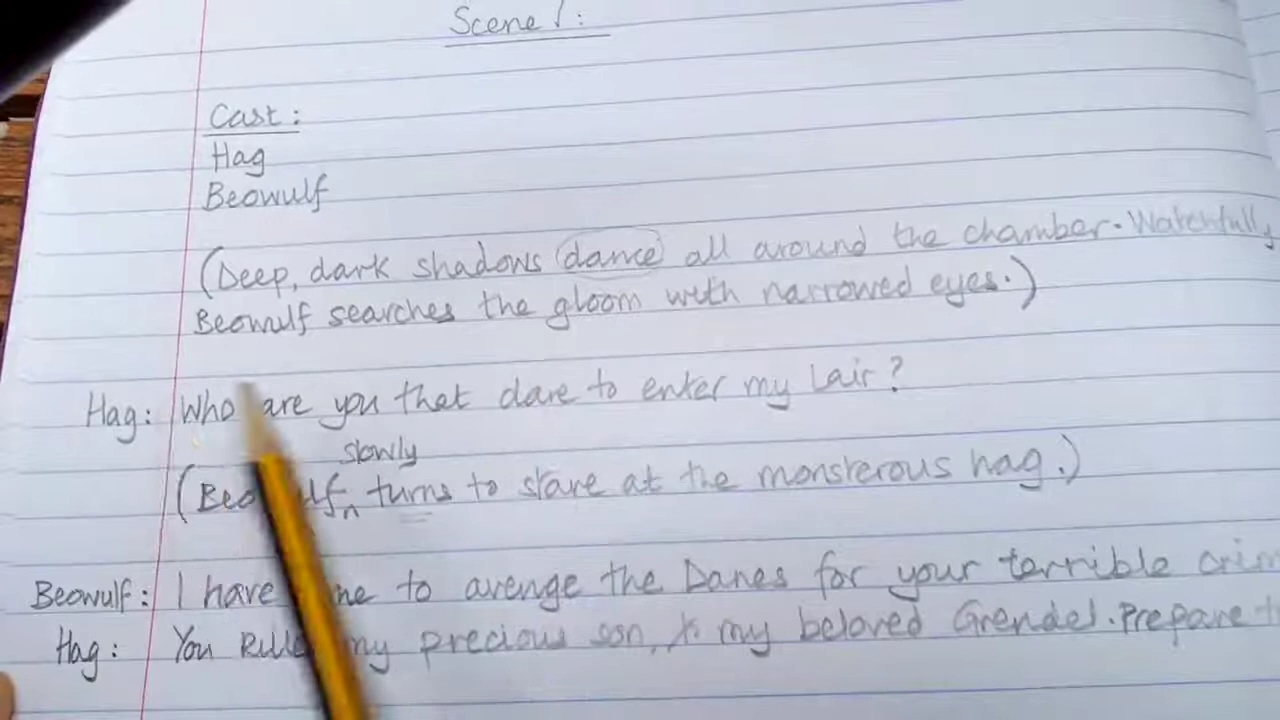 Scene 1:
Cast:
Hag
Beowulf
(Deep, dark shadows dance all around the chamber. Watchfully
Beowulf searches the gloom with narrowed eyes.)
Hag: Who are you that dare to enter my lair?
slowly
(Beowulf turns to stare at the monsterous hag.)
Beowulf: I have to avenge the Danes for your terrible
Hag: You my precious son, my beloved Grendel. Prepare